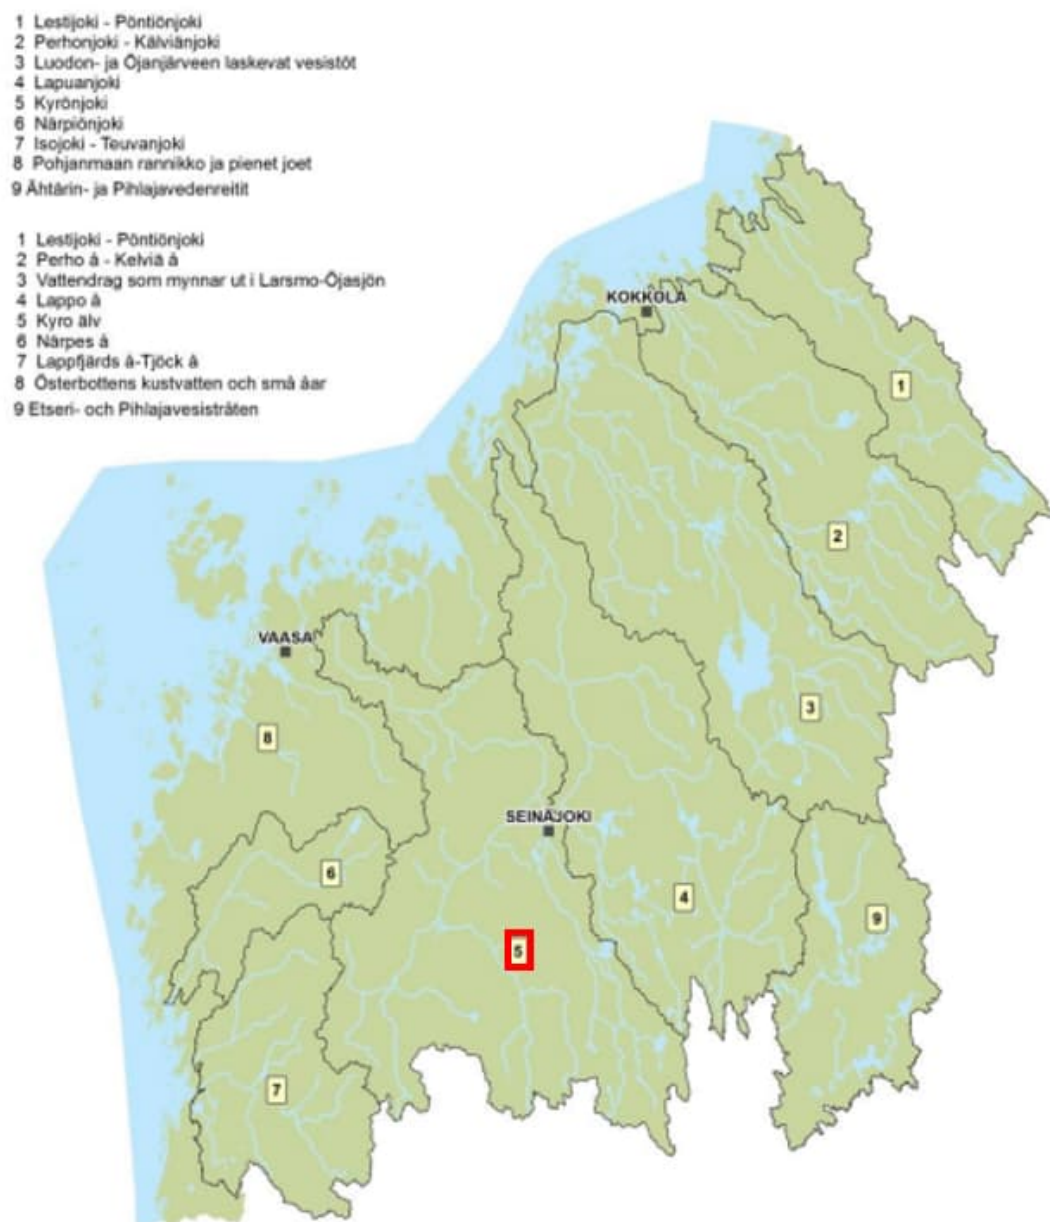 1 Lestijoki - Pöntiönjoki
2 Perhonjoki - Kälviänjoki
3 Luodon- ja Öjanjärveen laskevat vesistöt
4 Lapuanjoki
5 Kyrönjoki
6 Närpiönjoki
7 Isojoki - Teuvanjoki
8 Pohjanmaan rannikko ja pienet joet
9 Ähtärin- ja Pihlajavedenreitit
1 Lestijoki - Pöntiönjoki
2 Perho å - Kelviå å
3 Vattendrag som mynnar ut i Larsmo-Öjasjön
4 Lappo å
5 Kyro älv
6 Närpes å
7 Lappfjärds å-Tjöck å
8 Österbottens kustvatten och små åar
9 Etseri- och Pihlajavesistråten
KOKKOLA
1
2
VAASA
3
8
SEINÄJOKI
6
4
9
5
7